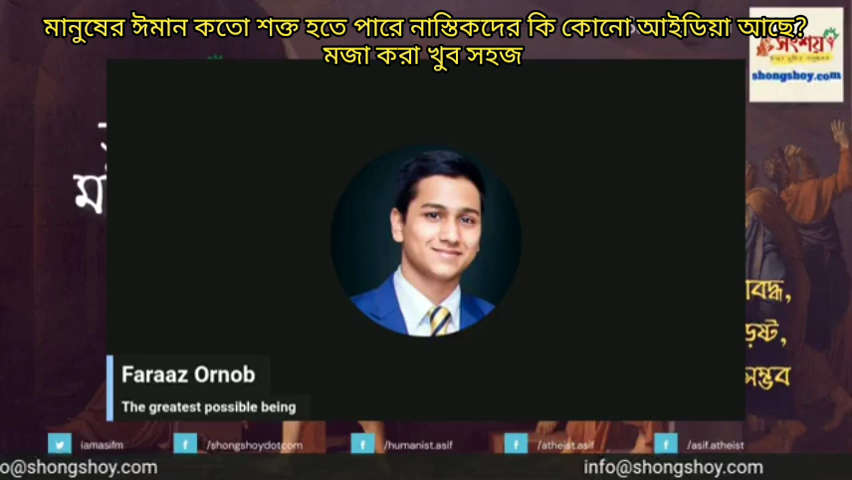 মানুষের ঈমান কতো শক্ত হতে পারে নাস্তিকদের কি কোনো আইডিয়া আছে?
মজা করা খুব সহজ
সংশয়
shongshoy.com
Faraaz Ornob
The greatest possible being
iamasifm
/shongshoydotcom
/humanist.asif
/atheist.asif
/asif.atheist
o@shongshoy.com
info@shongshoy.com